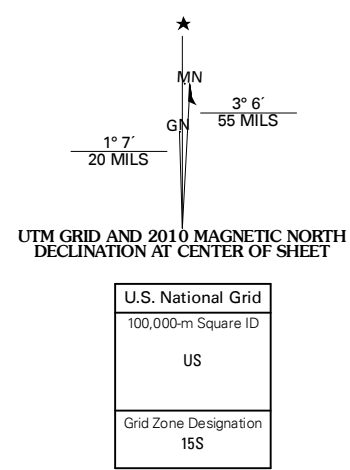 ★
MN
3° 6´
55 MILS
GN
1° 7´
20 MILS
UTM GRID AND 2010 MAGNETIC NORTH
DECLINATION AT CENTER OF SHEET
U.S. National Grid
100,000-m Square ID
US
Grid Zone Designation
15S